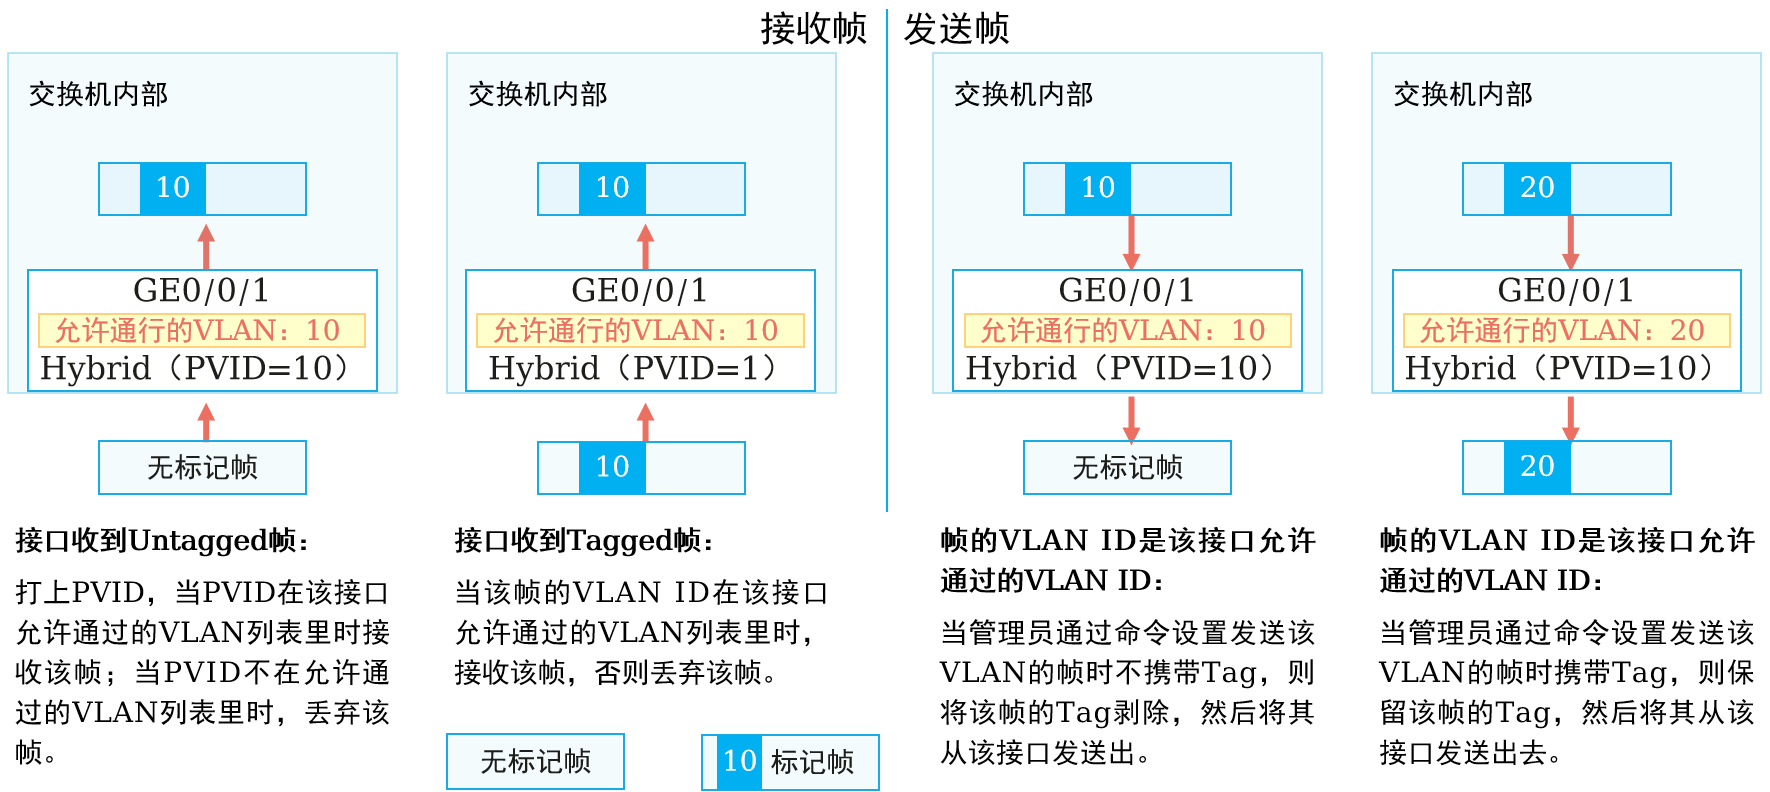 接收帧
发送帧
交换机内部
10
GE0/0/1
允许通行的VLAN：10
Hybrid（PVID=10）
无标记帧
接口收到Untagged帧：
打上PVID，当PVID在该接口
允许通过的VLAN列表里时接
收该帧；当PVID不在允许通
过的VLAN列表里时，丢弃该
帧。
交换机内部
10
GE0/0/1
允许通行的VLAN：10
Hybrid（PVID=1）
10
接口收到Tagged帧：
当该帧的VLAN ID在该接口
允许通过的VLAN列表里时，
接收该帧，否则丢弃该帧。
无标记帧
10 标记帧
交换机内部
10
GE0/0/1
允许通行的VLAN：10
Hybrid（PVID=10）
无标记帧
帧的VLAN ID是该接口允许
通过的VLAN ID：
当管理员通过命令设置发送该
VLAN的帧时不携带Tag，则
将该帧的Tag剥除，然后将其
从该接口发送出。
交换机内部
20
GE0/0/1
允许通行的VLAN：20
Hybrid（PVID=10）
20
帧的VLAN ID是该接口允许
通过的VLAN ID：
当管理员通过命令设置发送该
VLAN的帧时携带Tag，则保
留该帧的Tag，然后将其从该
接口发送出去。